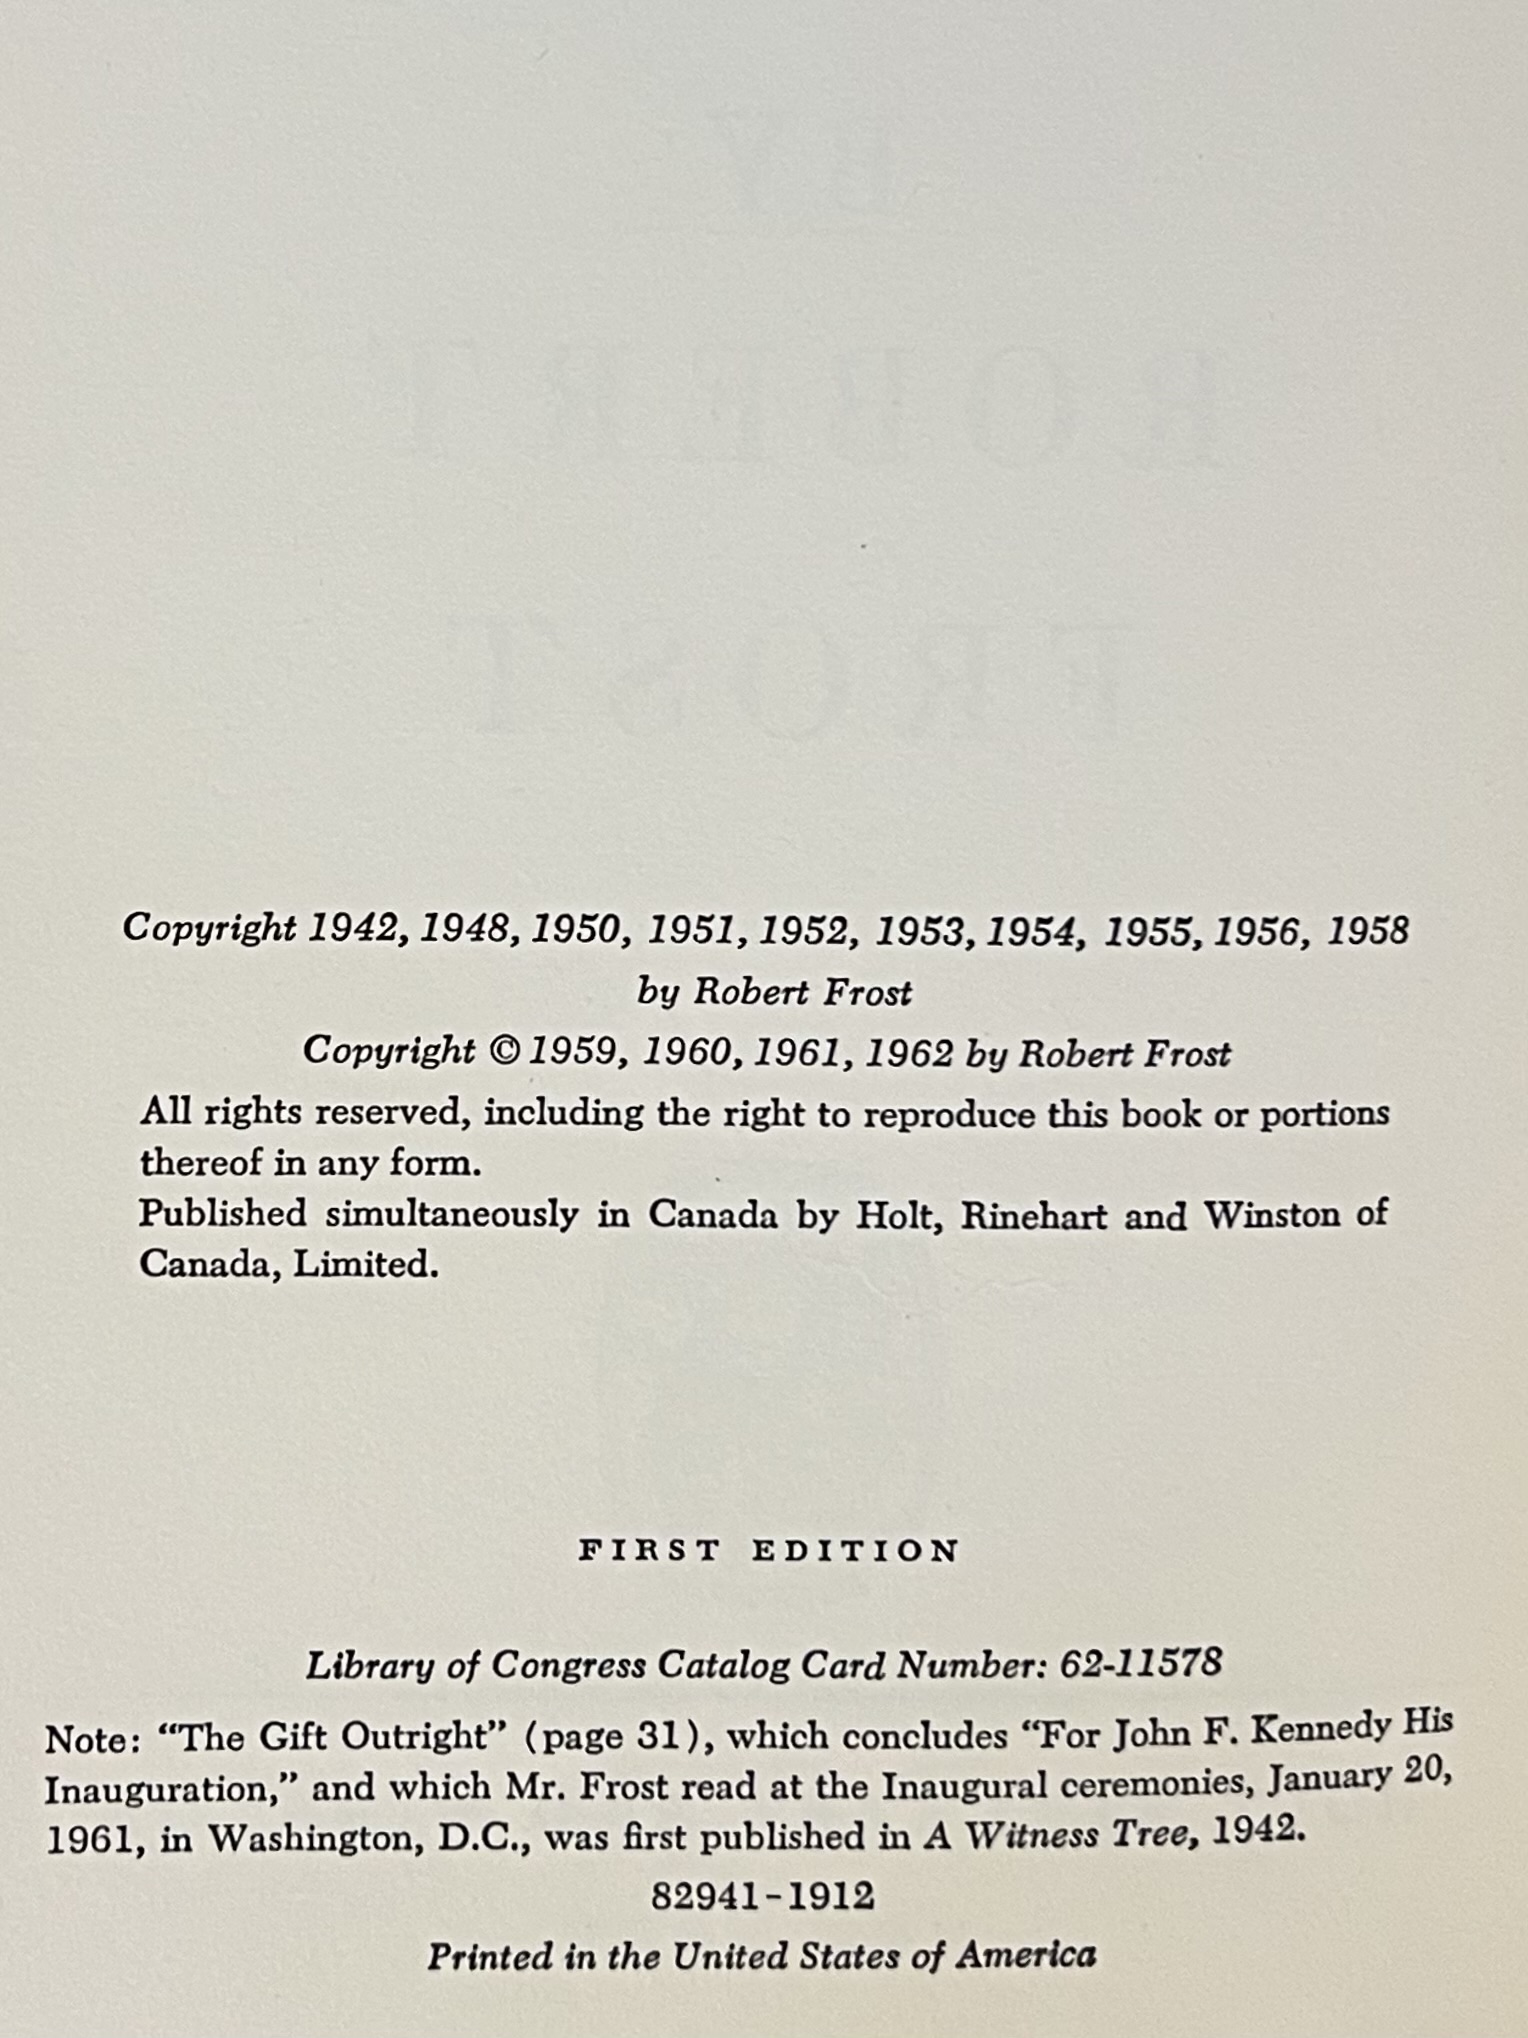 Copyright 1942, 1948, 1950, 1951, 1952, 1953, 1954, 1955, 1956, 1958
by Robert Frost
Copyright © 1959, 1960, 1961, 1962 by Robert Frost
All rights reserved, including the right to reproduce this book or portions
thereof in any form.
Published simultaneously in Canada by Holt, Rinehart and Winston of
Canada, Limited.
FIRST EDITION
Library of Congress Catalog Card Number: 62-11578
Note: “The Gift Outright” (page 31), which concludes “For John F. Kennedy His
Inauguration,” and which Mr. Frost read at the Inaugural ceremonies, January 20,
1961, in Washington, D.C., was first published in A Witness Tree, 1942.
82941-1912
Printed in the United States of America